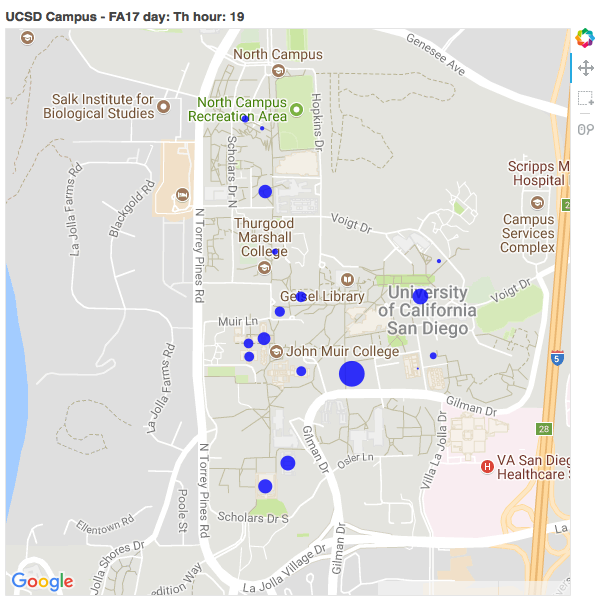 UCSD Campus - FA17 day: Th hour: 19
Genesee Ave
North Campus
Salk Institute for
Biological Studies
North Campus
Recreation Area
Hopkins Dr
Scholars Dr N
Scripps M
Hospital
La Jolla Farms Rd
Blackgold Rd
2
N Torrey Pines Rd
Voigt Dr
Campus
Services
Complex
Thurgood
Marshall
College
Geisel Library
University
of California
San Diego
Voigt Dr
Muir Ln
John Muir College
5
La Jolla Farms Rd
Gilman Dr
28
N Torrey Pines Rd
Gilman Dr
Osler Ln
Villa La Jolla Dr
H
VA San Dieg
Healthcare S
Poole St
Ellentown Rd
Scholars Dr S
La
La Jolla Shores Dr
Gilman Dr
La Jolla Village Dr
edition Way
Google